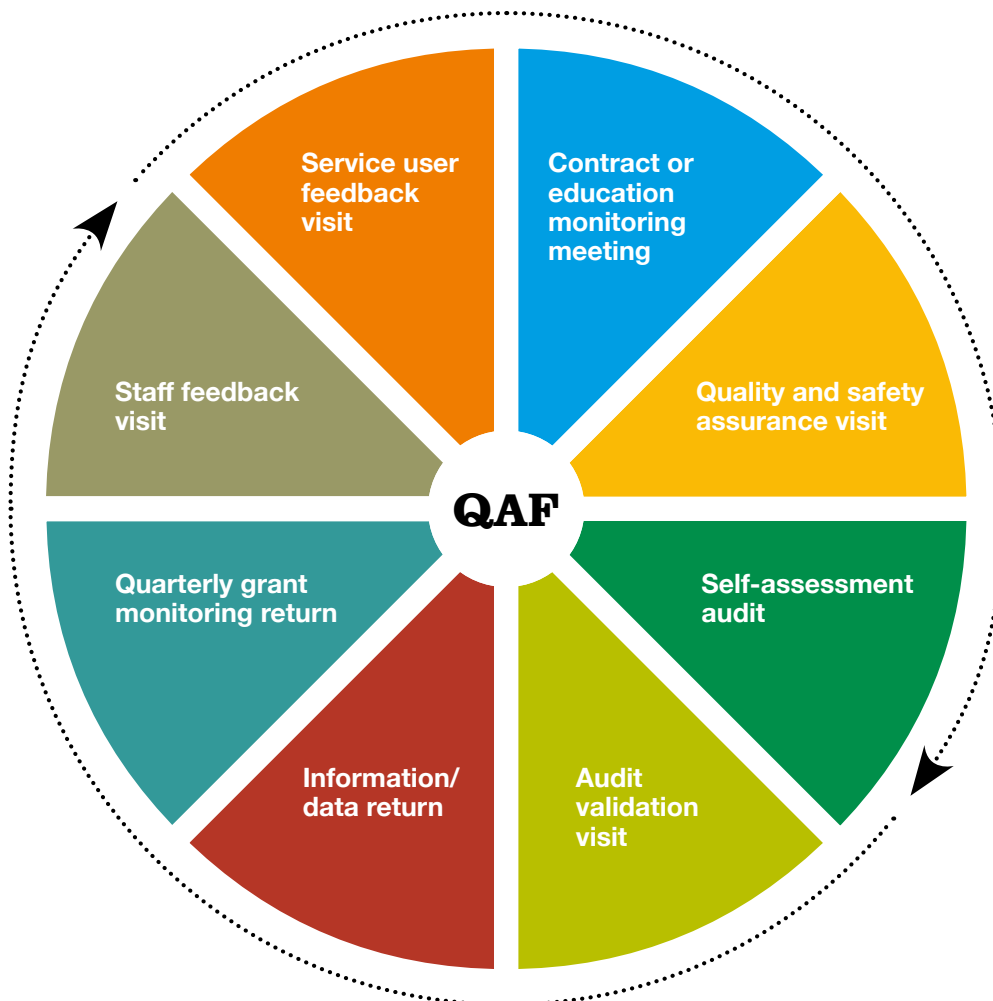 Service user
feedback
visit
Contract or
education
monitoring
meeting
Quality and safety
assurance visit
Self-assessment
audit
Audit
validation
visit
Information/
data return
Quarterly grant
monitoring return
Staff feedback
visit
QAF